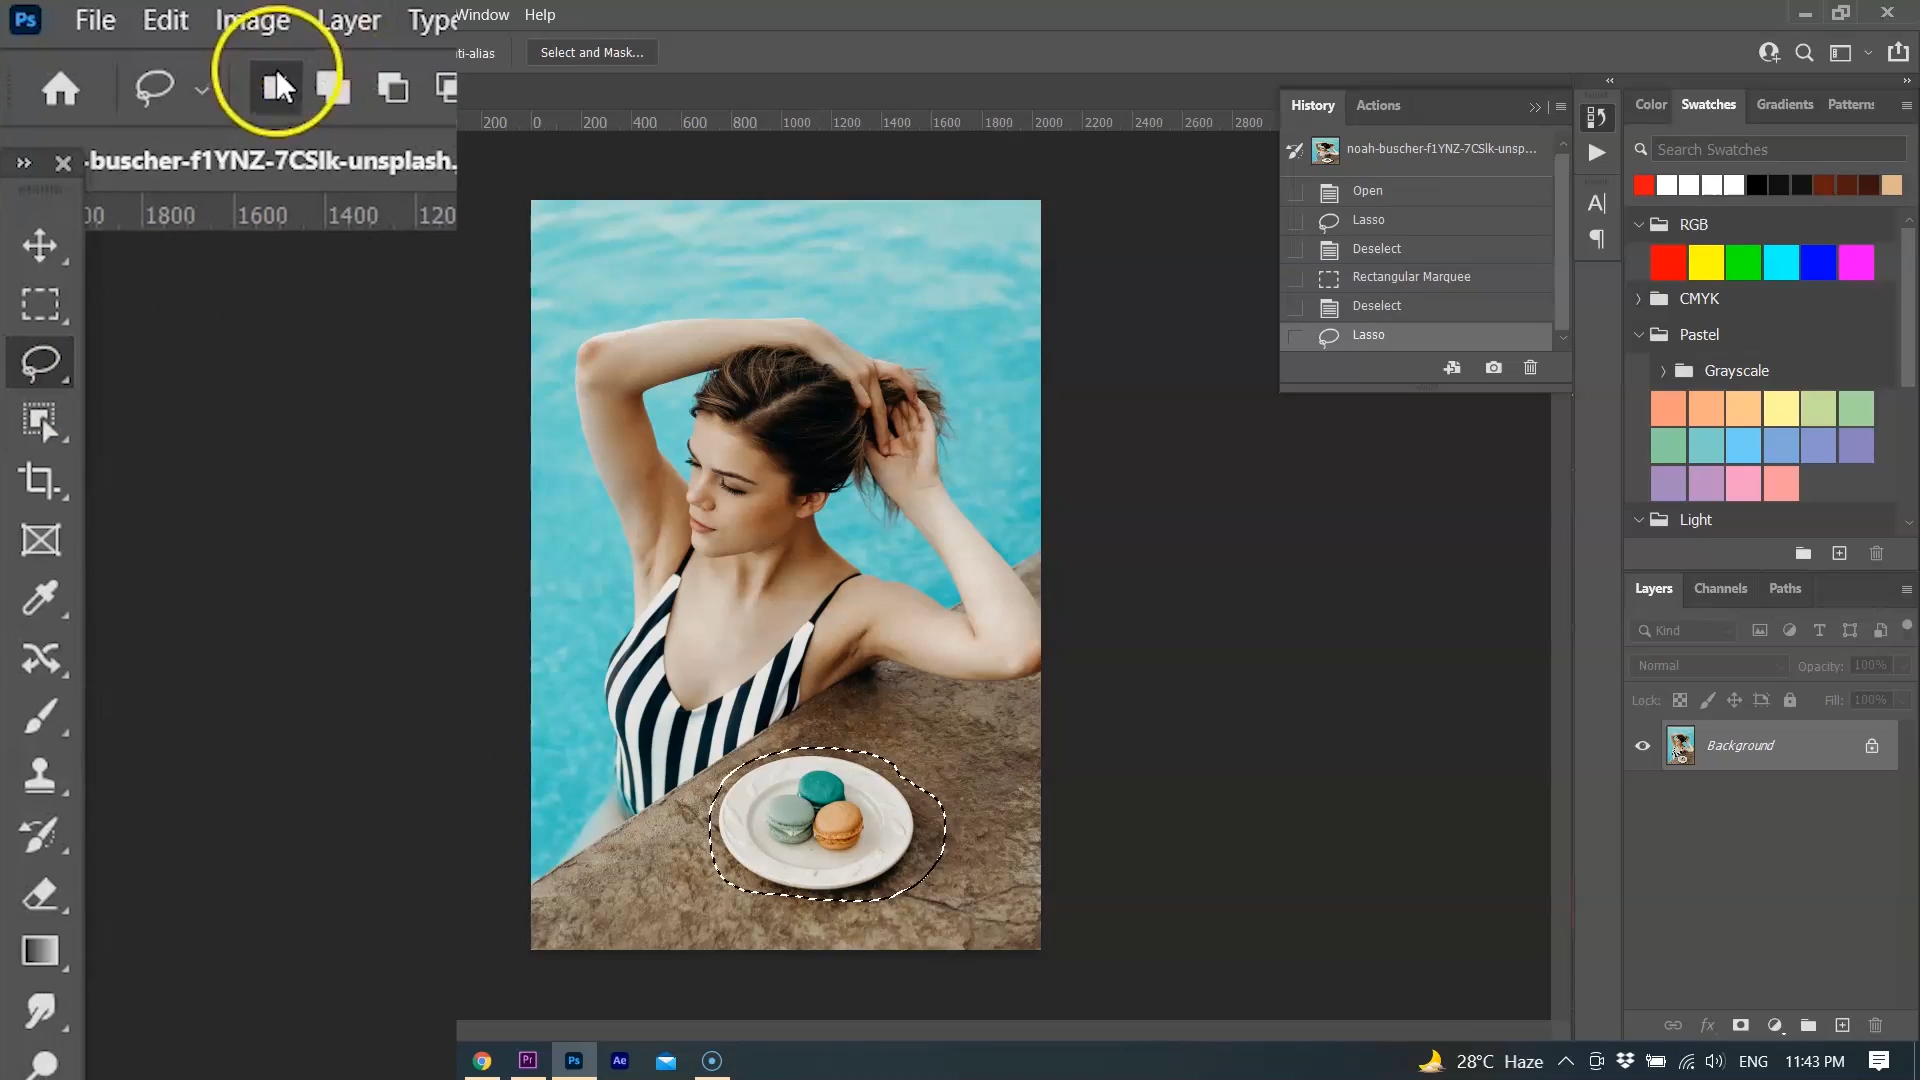 Ps File Edit Image Layer Type Window Help
ti-alias Select and Mask...
-buscher-f1YNZ-7CSlk-unsplash.
00 1800 1600 1400 120
200 0 200 400 600 800 1000 1200 1400 1600 1800 2000 2200 2400 2600 2800
History Actions
noah-buscher-f1YNZ-7CSlk-unsp...
Open
Lasso
Deselect
Rectangular Marquee
Deselect
Lasso
Color Swatches Gradients Patterns
Search Swatches
RGB
CMYK
Pastel
Grayscale
Light
Layers Channels Paths
Kind
Normal Opacity: 100%
Lock: Fill: 100%
Background
fx
Pr Ps Ae 28°C Haze ENG 11:43 PM